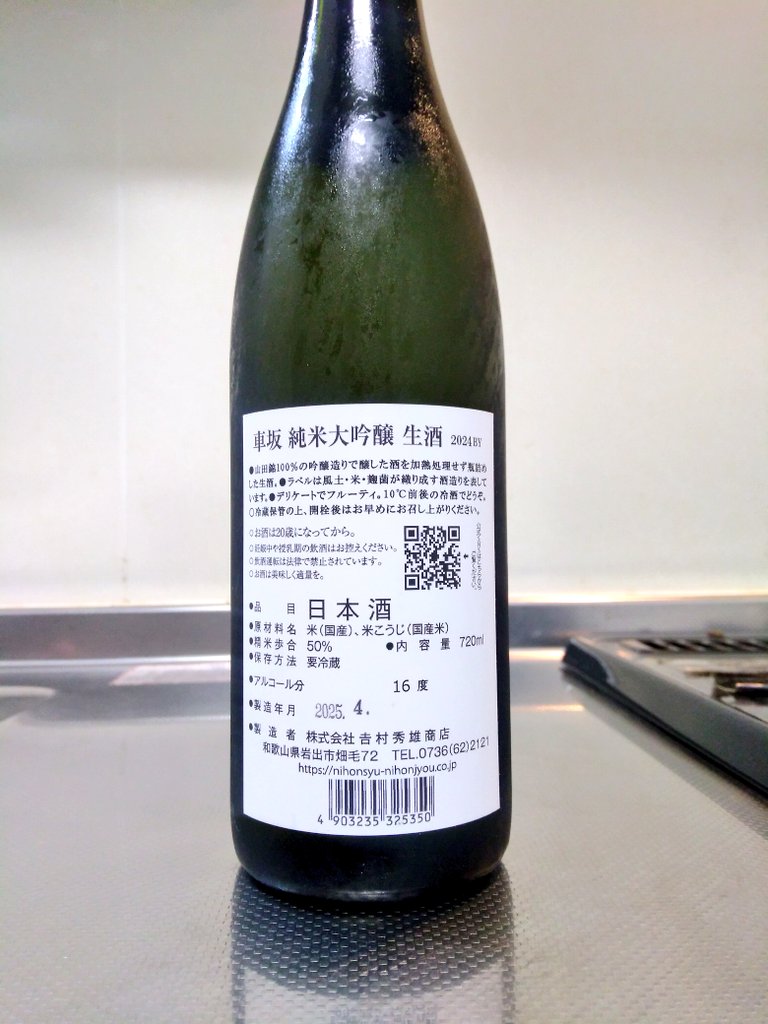 車坂 純米大吟醸 生酒 2024BY
●山田錦100%の吟醸造りで醸した酒を加熱処理せず瓶詰め
した生酒。●ラベルは風土・米・麹菌が織り成す酒造りを表して
います。●デリケートでフルーティ。10℃前後の冷酒でどうぞ。
○冷蔵保管の上、開栓後はお早めにお召し上がりください。
○お酒は20歳になってから。
○妊娠中や授乳期の飲酒はお控えください。
○飲酒運転は法律で禁止されています。
○お酒は美味しく適量を。
●品 目 日本酒
●原材料名 米(国産)、米こうじ(国産米)
●精米歩合 50% ●内容量 720ml
●保存方法 要冷蔵
●アルコール分 16度
●製造年月 2025. 4.
●製造者 株式会社𠮷村秀雄商店
和歌山県岩出市畑毛72 TEL.0736(62)2121
https://nihonsyu-nihonjyou.co.jp
4 903235 325350